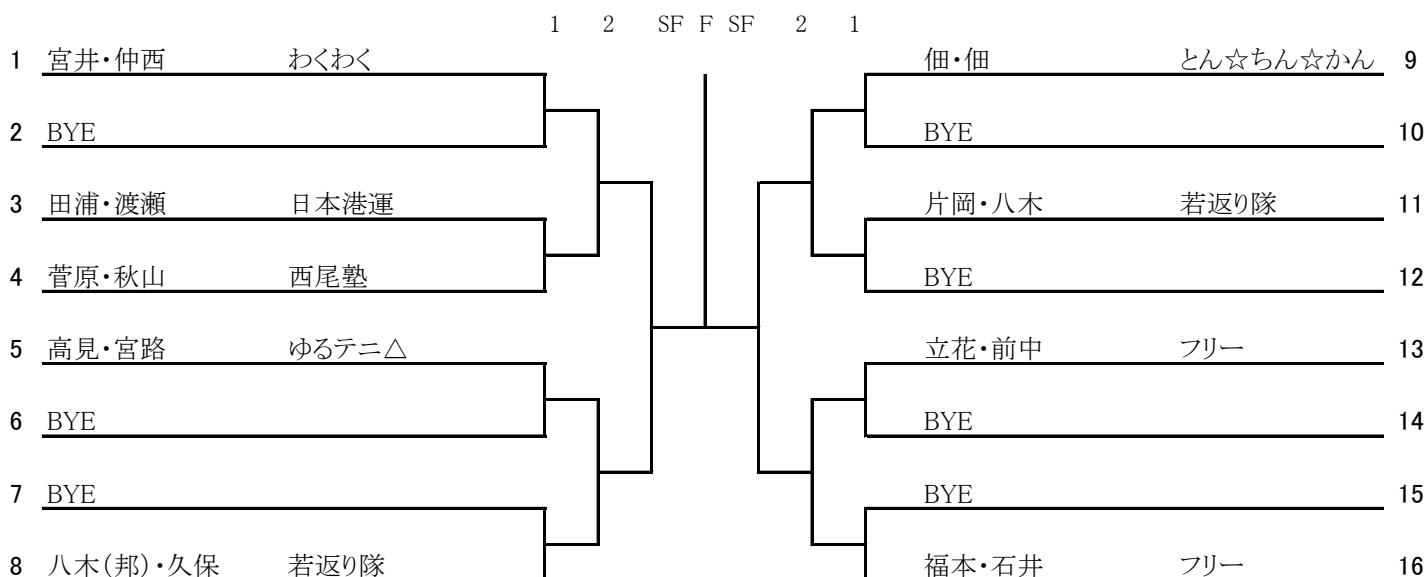 1 2 SF F SF 2 1
1 宮井・仲西 わくわく 佃・佃 とん☆ちん☆かん 9
2 BYE BYE 10
3 田浦・渡瀬 日本港運 片岡・八木 若返り隊 11
4 菅原・秋山 西尾塾 BYE 12
5 高見・宮路 ゆるテニ△ 立花・前中 フリー 13
6 BYE BYE 14
7 BYE BYE 15
8 八木(邦)・久保 若返り隊 福本・石井 フリー 16